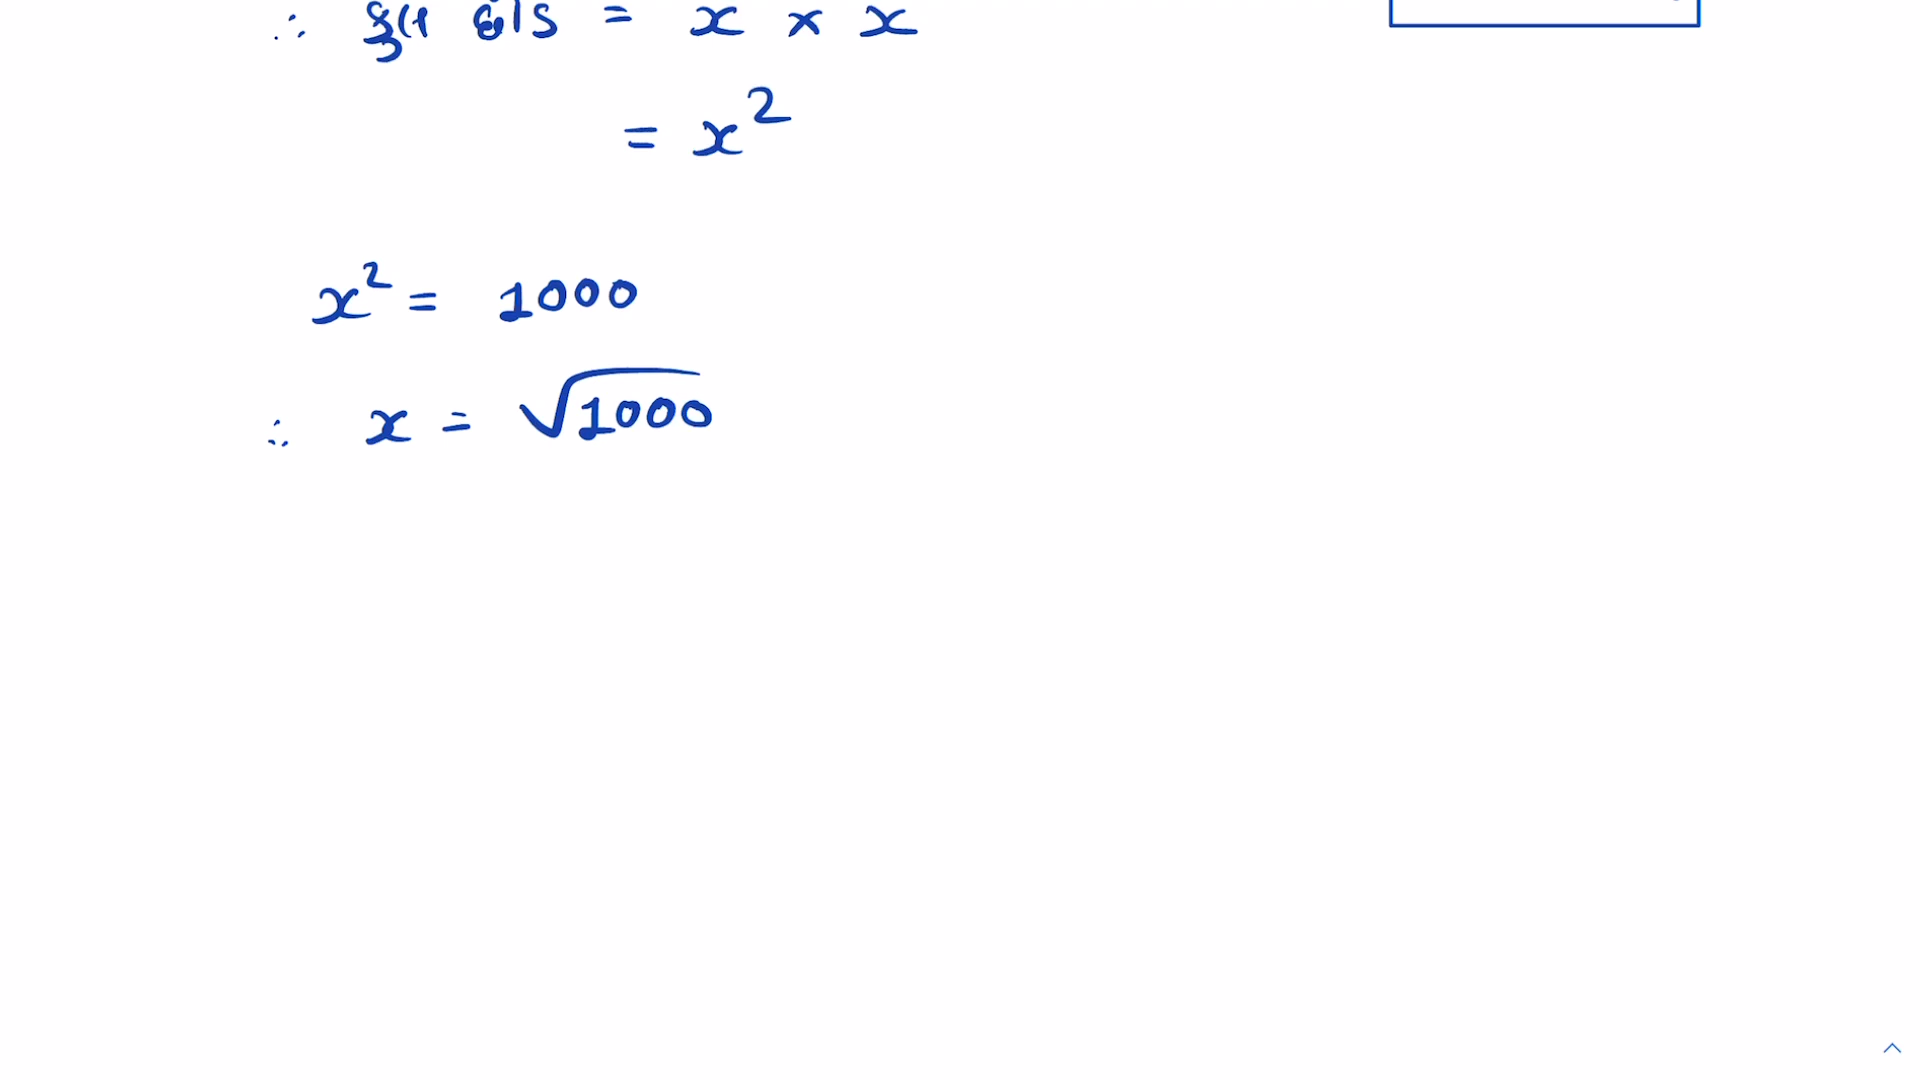 ∴ કુલ છોડ = x × x
= x²
x² = 1000
∴ x = √1000